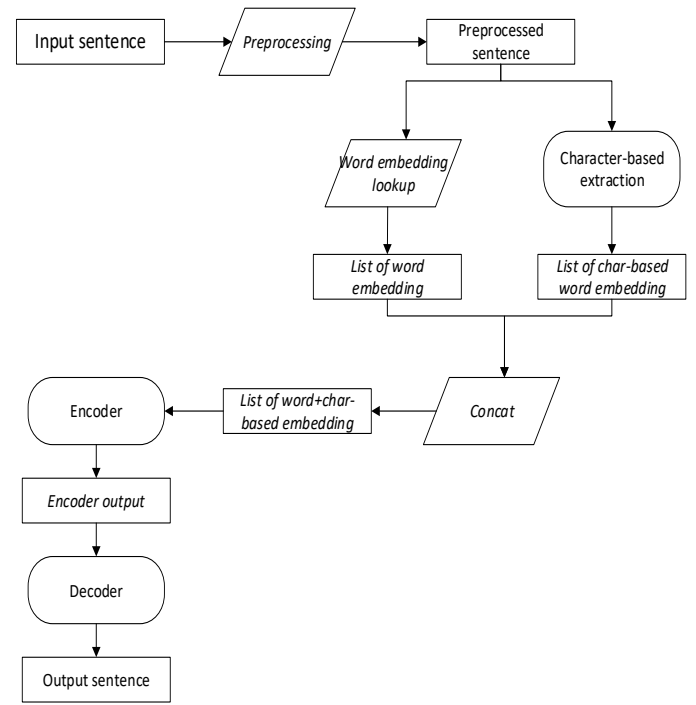 Input sentence
Preprocessing
Preprocessed
sentence
Word embedding
lookup
Character-based
extraction
List of word
embedding
List of char-based
word embedding
Encoder
List of word+char-
based embedding
Concat
Encoder output
Decoder
Output sentence